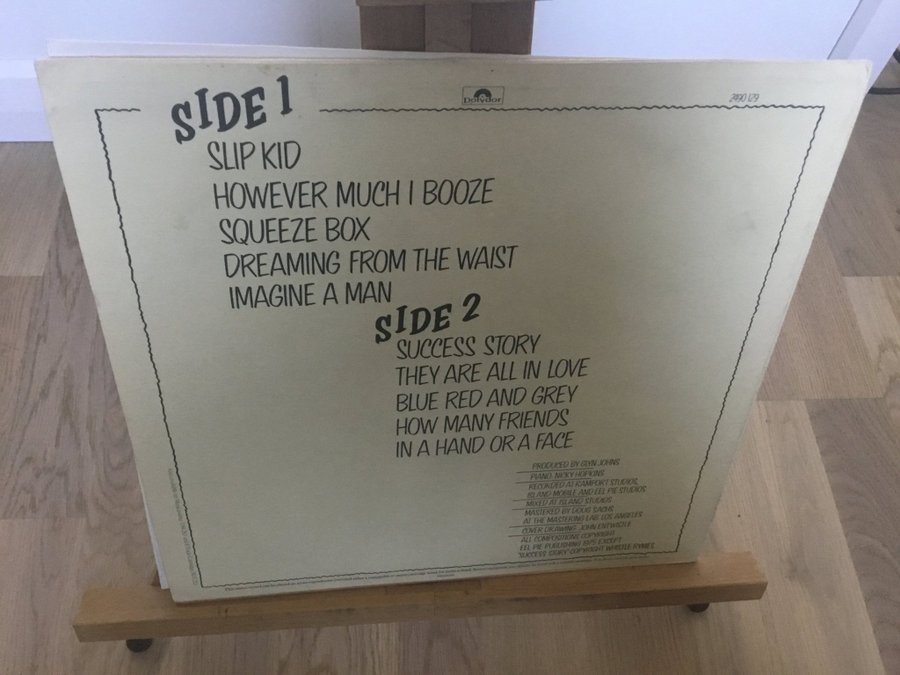 Polydor
2490 129
SIDE 1
SLIP KID
HOWEVER MUCH I BOOZE
SQUEEZE BOX
DREAMING FROM THE WAIST
IMAGINE A MAN
SIDE 2
SUCCESS STORY
THEY ARE ALL IN LOVE
BLUE RED AND GREY
HOW MANY FRIENDS
IN A HAND OR A FACE
PRODUCED BY GLYN JOHNS
PIANO: NICKY HOPKINS
RECORDED AT RAMPORT STUDIOS,
ISLAND MOBILE AND EEL PIE STUDIOS
MIXED AT ISLAND STUDIOS
MASTERED BY DOUG SACHS
AT THE MASTERING LAB, LOS ANGELES
COVER DRAWING: JOHN ENTWISTLE
ALL COMPOSITIONS COPYRIGHT
EEL PIE PUBLISHING 1975 EXCEPT
SUCCESS STORY COPYRIGHT WHISTLE RYMES